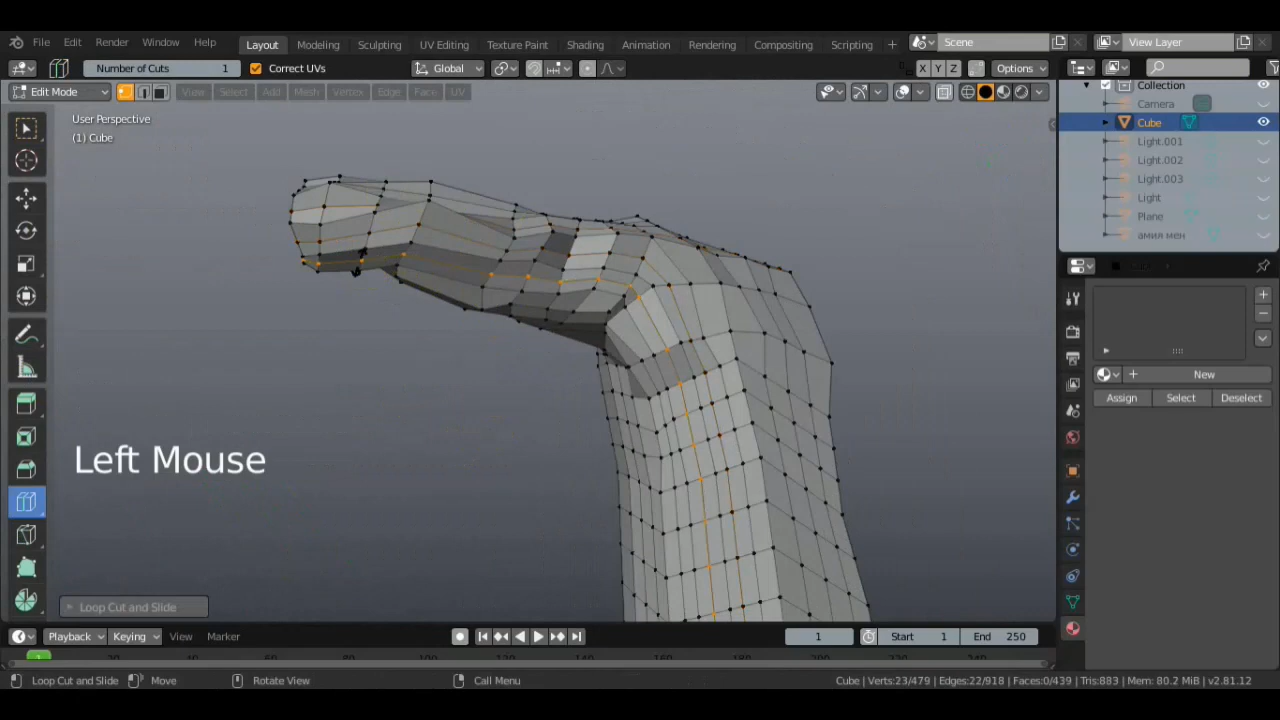 File Edit Render Window Help Layout Modeling Sculpting UV Editing Texture Paint Shading Animation Rendering Compositing Scripting + Scene View Layer
Number of Cuts 1 Correct UVs Global X Y Z Options
Edit Mode View Select Add Mesh Vertex Edge Face UV
Collection
Camera
Cube
Light.001
Light.002
Light.003
Light
Plane
User Perspective
(1) Cube
New
Assign Select Deselect
Left Mouse
Loop Cut and Slide
Playback Keying View Marker 1 Start 1 End 250
1
Loop Cut and Slide Move Rotate View Call Menu Cube | Verts:23/479 | Edges:22/918 | Faces:0/439 | Tris:883 | Mem: 80.2 MiB | v2.81.12